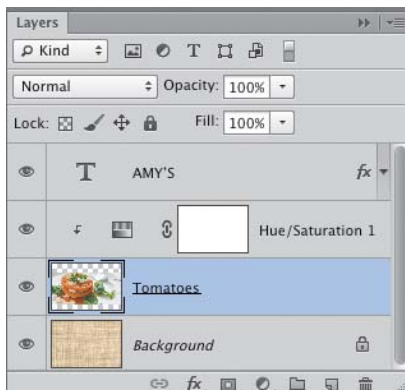 Layers
Kind
Normal Opacity: 100%
Lock: Fill: 100%
T AMY'S fx
Hue/Saturation 1
Tomatoes
Background
fx